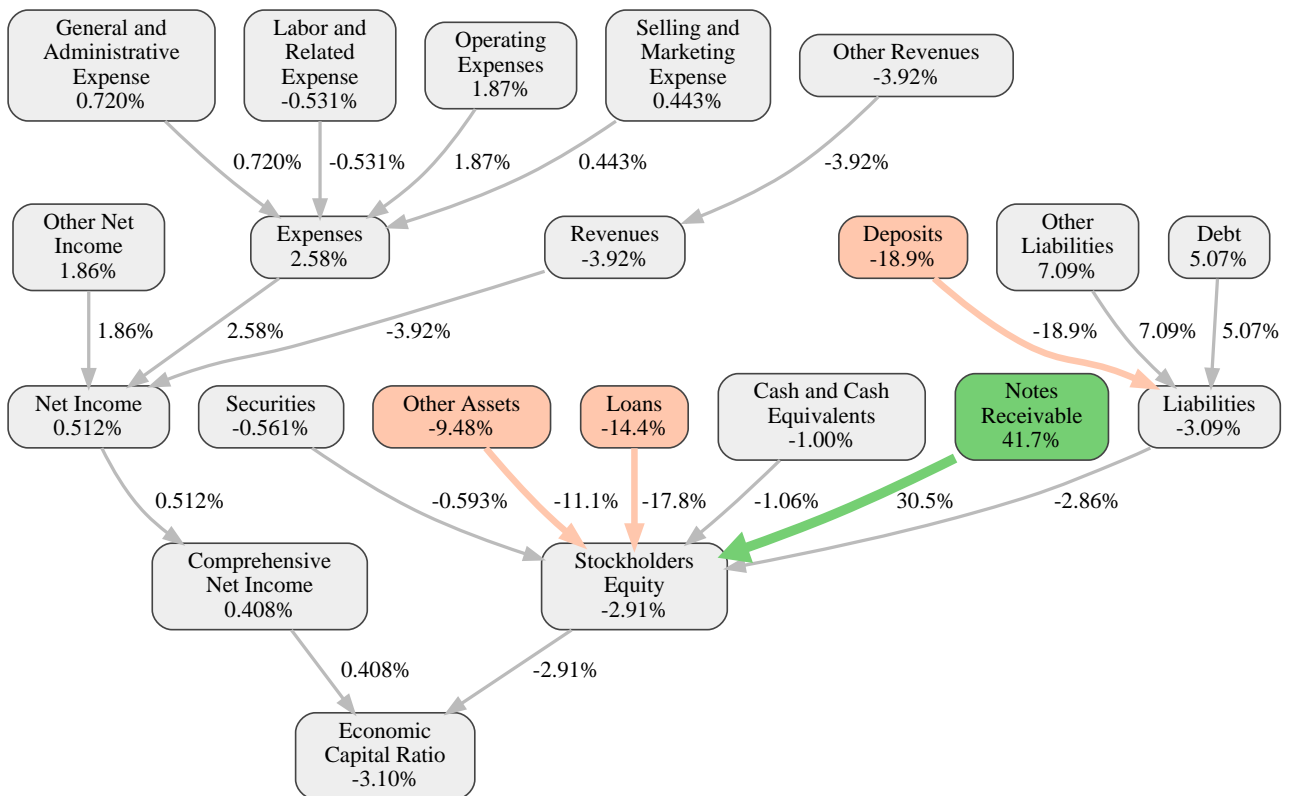 General and
Administrative
Expense
0.720%
Labor and
Related
Expense
-0.531%
Operating
Expenses
1.87%
Selling and
Marketing
Expense
0.443%
Other Revenues
-3.92%
0.720%
-0.531%
1.87%
0.443%
-3.92%
Other Net
Income
1.86%
Expenses
2.58%
Revenues
-3.92%
Deposits
-18.9%
Other
Liabilities
7.09%
Debt
5.07%
1.86%
2.58%
-3.92%
-18.9%
7.09%
5.07%
Net Income
0.512%
Securities
-0.561%
Other Assets
-9.48%
Loans
-14.4%
Cash and Cash
Equivalents
-1.00%
Notes
Receivable
41.7%
Liabilities
-3.09%
0.512%
-0.593%
-11.1%
-17.8%
-1.06%
30.5%
-2.86%
Comprehensive
Net Income
0.408%
Stockholders
Equity
-2.91%
0.408%
-2.91%
Economic
Capital Ratio
-3.10%